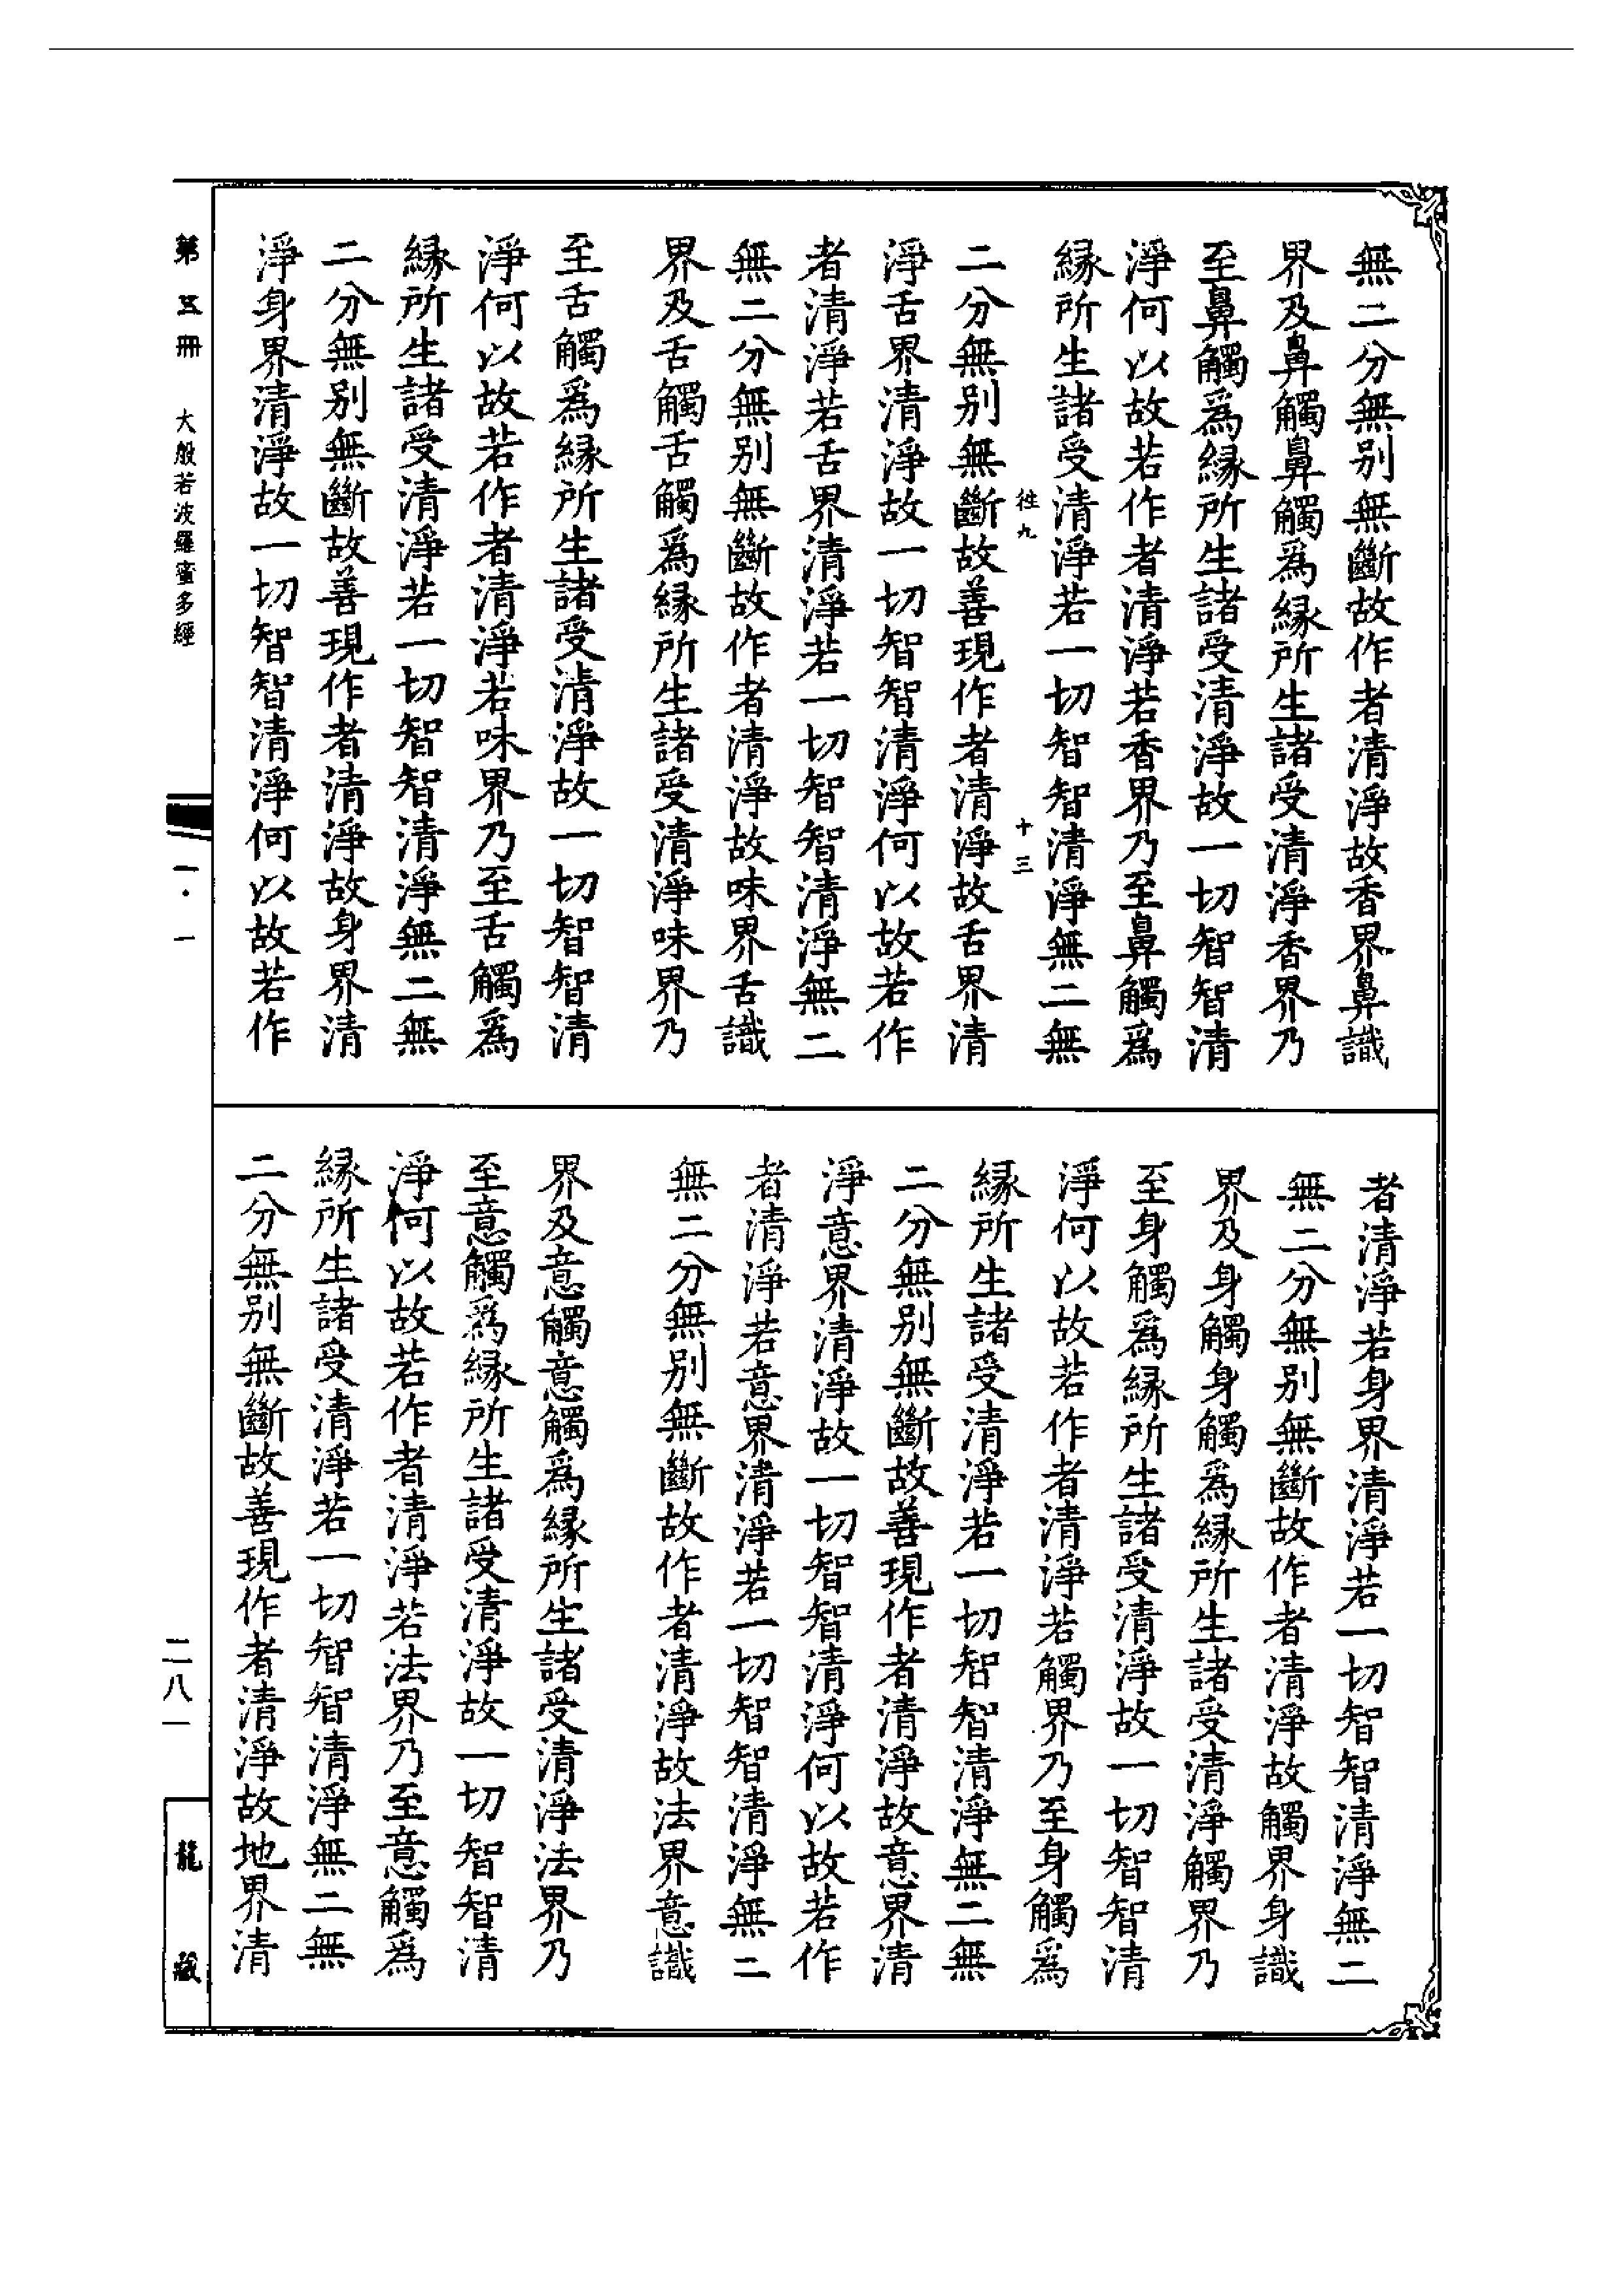 無二分無别無斷故作者清淨故香界鼻識
界及鼻觸鼻觸爲緣所生諸受清淨香界乃
至鼻觸爲緣所生諸受清淨故一切智智清
淨何以故若作者清淨若香界乃至鼻觸爲
緣所生諸受清淨若一切智智清淨無二無
徃九 十三
二分無别無斷故善現作者清淨故舌界清
淨舌界清淨故一切智智清淨何以故若作
者清淨若舌界清淨若一切智智清淨無二
無二分無别無斷故作者清淨故味界舌識
界及舌觸舌觸爲緣所生諸受清淨味界乃
至舌觸爲緣所生諸受清淨故一切智智清
淨何以故若作者清淨若味界乃至舌觸爲
緣所生諸受清淨若一切智智清淨無二無
二分無别無斷故善現作者清淨故身界清
淨身界清淨故一切智智清淨何以故若作
者清淨若身界清淨若一切智智清淨無二
無二分無别無斷故作者清淨故觸界身識
界及身觸身觸爲緣所生諸受清淨觸界乃
至身觸爲緣所生諸受清淨故一切智智清
淨何以故若作者清淨若觸界乃至身觸爲
緣所生諸受清淨若一切智智清淨無二無
二分無别無斷故善現作者清淨故意界清
淨意界清淨故一切智智清淨何以故若作
者清淨若意界清淨若一切智智清淨無二
無二分無别無斷故作者清淨故法界意識
界及意觸意觸爲緣所生諸受清淨法界乃
至意觸爲緣所生諸受清淨故一切智智清
淨何以故若作者清淨若法界乃至意觸爲
緣所生諸受清淨若一切智智清淨無二無
二分無别無斷故善現作者清淨故地界清
第五冊 大般若波羅蜜多經 一·一 二八一 龍藏